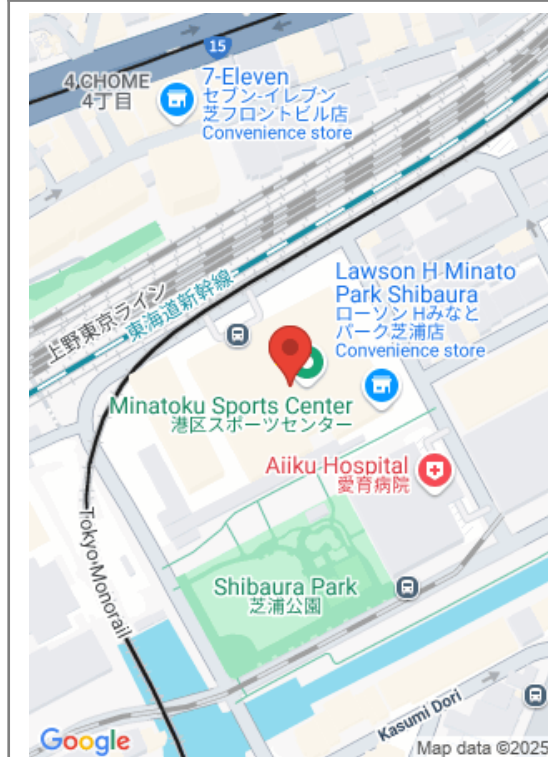 15
4 CHOME
4丁目
7-Eleven
セブン-イレブン
芝フロントビル店
Convenience store
上野東京ライン
東海道新幹線
Lawson H Minato
Park Shibaura
ローソン Hみなと
パーク芝浦店
Convenience store
Minatoku Sports Center
港区スポーツセンター
Aiiku Hospital
愛育病院
Tokyo Monorail
Shibaura Park
芝浦公園
Kasumi Dori
Google
Map data ©2025